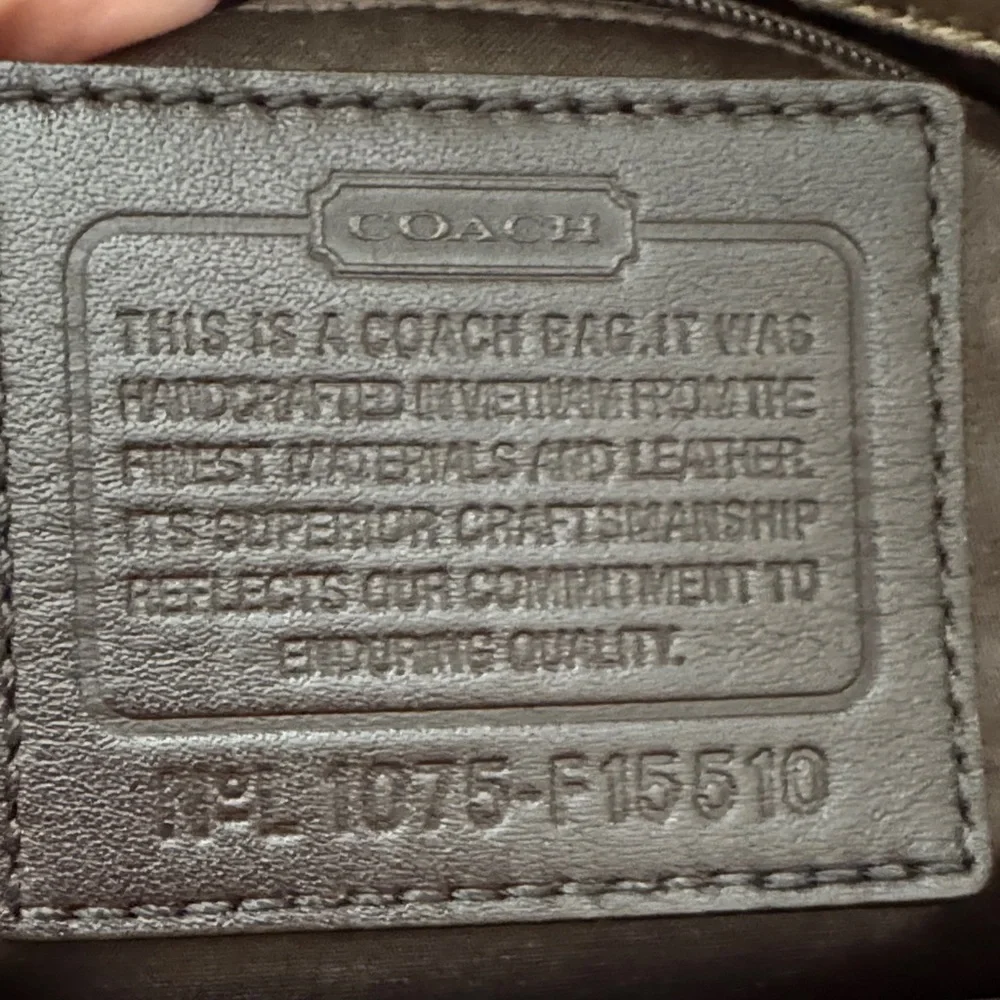 COACH
THIS IS A COACH BAG.IT WAS
HANDCRAFTED IN VIETNAM FROM THE
FINEST MATERIALS AND LEATHER.
ITS SUPERIOR CRAFTSMANSHIP
REFLECTS OUR COMMITMENT TO
ENDURING QUALITY.
NºL1075-F15510